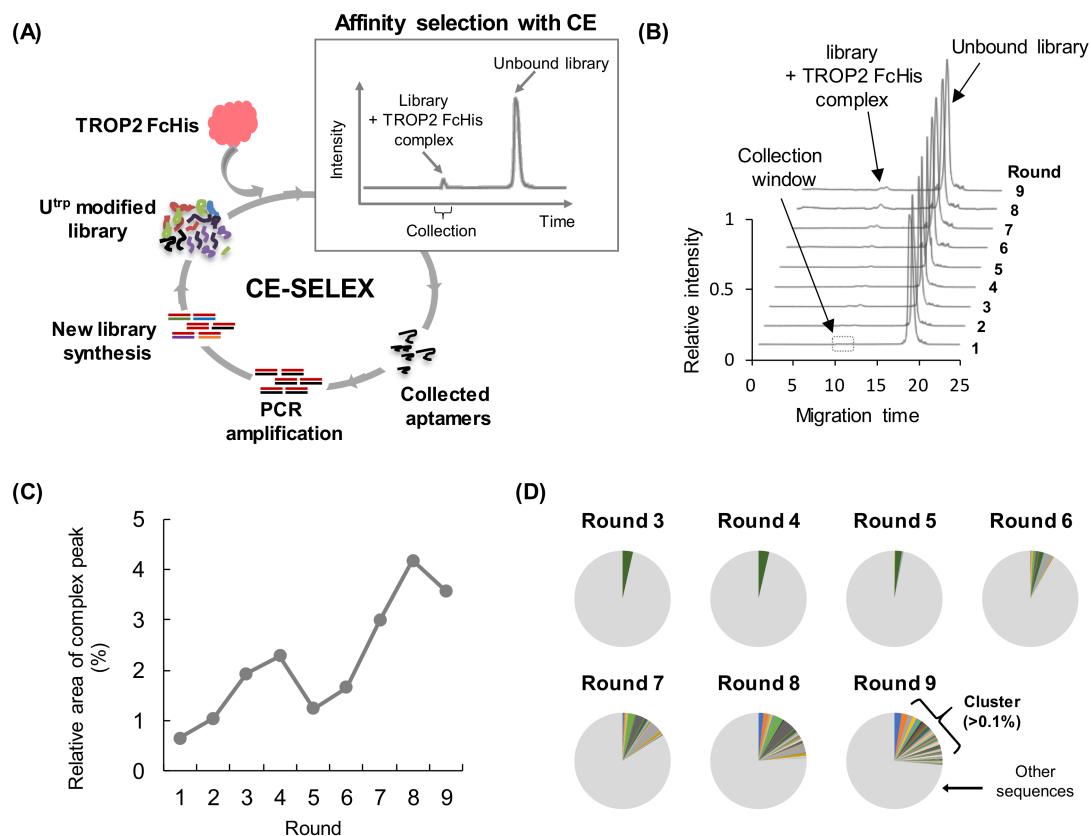 (A)
Affinity selection with CE
Unbound library
Library
+ TROP2 FcHis
complex
Intensity
Time
Collection
TROP2 FcHis
Uᵗʳᵖ modified
library
CE-SELEX
New library
synthesis
PCR
amplification
Collected
aptamers
(B)
library
+ TROP2 FcHis
complex
Unbound library
Collection
window
Round
9
8
7
6
5
4
3
2
1
1
0.5
0
Relative intensity
0 5 10 15 20 25
Migration time
(C)
Relative area of complex peak
(%)
5
4
3
2
1
0
1 2 3 4 5 6 7 8 9
Round
(D)
Round 3 Round 4 Round 5 Round 6
Round 7 Round 8 Round 9
Cluster
(>0.1%)
Other
sequences